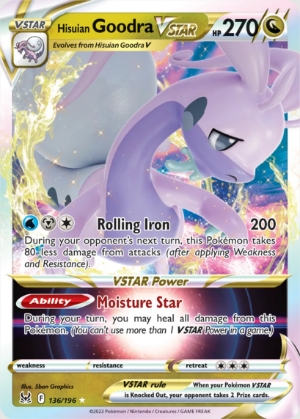 VSTAR Hisuian Goodra VSTAR HP 270
Evolves from Hisuian Goodra V
Rolling Iron 200
During your opponent's next turn, this Pokémon takes
80 less damage from attacks (after applying Weakness
and Resistance).
VSTAR Power
Ability Moisture Star
During your turn, you may heal all damage from this
Pokémon. (You can't use more than 1 VSTAR Power in a game.)
weakness resistance retreat
Illus. 5ban Graphics
VSTAR rule When your Pokémon VSTAR
is Knocked Out, your opponent takes 2 Prize cards.
G 136/196
©2022 Pokémon / Nintendo / Creatures / GAME FREAK